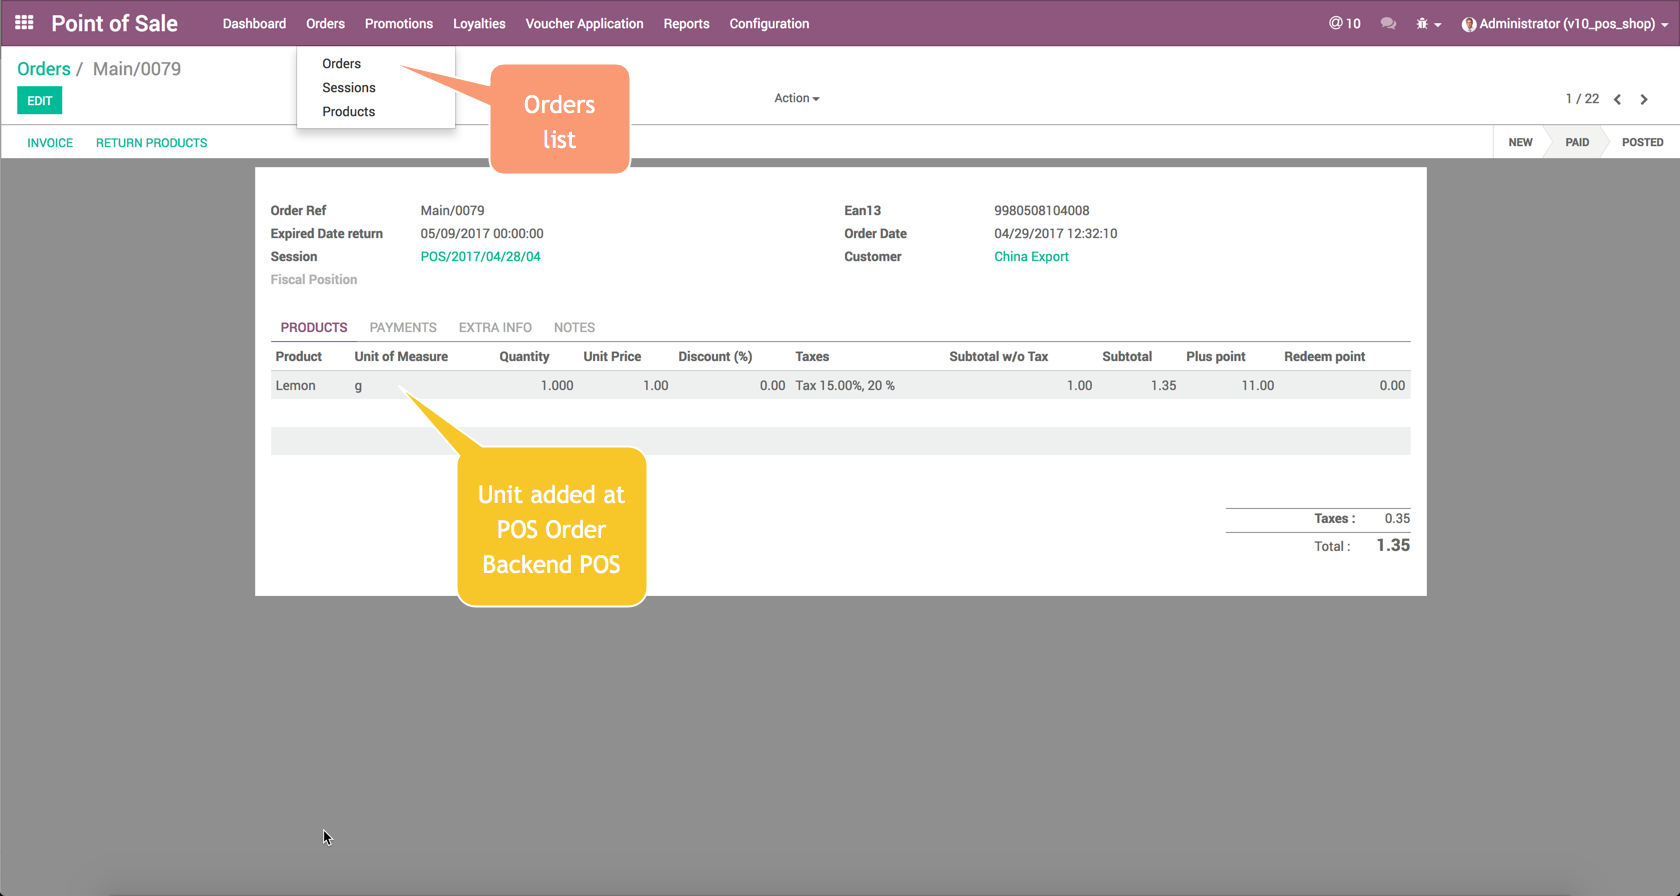 Point of Sale Dashboard Orders Promotions Loyalties Voucher Application Reports Configuration @ 10 Administrator (v10_pos_shop)
Orders / Main/0079
Orders
Sessions
Products
EDIT
Action
1 / 22
Orders
list
INVOICE RETURN PRODUCTS
NEW PAID POSTED
Order Ref Main/0079 Ean13 9980508104008
Expired Date return 05/09/2017 00:00:00 Order Date 04/29/2017 12:32:10
Session POS/2017/04/28/04 Customer China Export
Fiscal Position
PRODUCTS PAYMENTS EXTRA INFO NOTES
Product Unit of Measure Quantity Unit Price Discount (%) Taxes Subtotal w/o Tax Subtotal Plus point Redeem point
Lemon g 1.000 1.00 0.00 Tax 15.00%, 20 % 1.00 1.35 11.00 0.00
Unit added at
POS Order
Backend POS
Taxes : 0.35
Total : 1.35